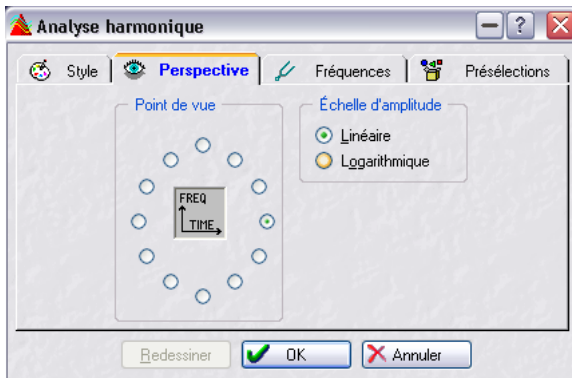 Analyse harmonique
Style Perspective Fréquences Présélections
Point de vue
Échelle d'amplitude
Linéaire
Logarithmique
FREQ
TIME
Redessiner OK Annuler